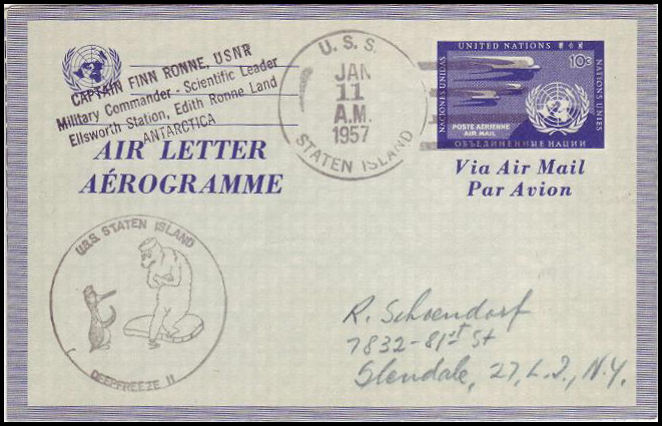 CAPTAIN FINN RONNE, USNR
Military Commander - Scientific Leader
Ellsworth Station, Edith Ronne Land
ANTARCTICA
AIR LETTER
AÉROGRAMME
U. S. S.
JAN
11
A.M.
1957
STATEN ISLAND
UNITED NATIONS
10c
NACIONES UNIDAS
NATIONS UNIES
POSTE AERIENNE
AIR MAIL
ОБЪЕДИНЕННЫЕ НАЦИИ
Via Air Mail
Par Avion
U.S.S. STATEN ISLAND
DEEPFREEZE II
R. Schoendorf
7832-81st St
Glendale, 27, L.I., N.Y.